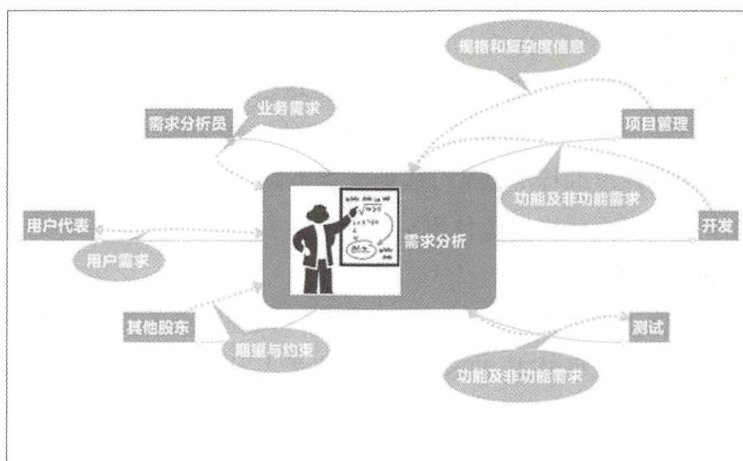 规格和复杂度信息
业务需求
需求分析员
项目管理
功能及非功能需求
用户代表
需求分析
开发
用户需求
其他股东
期望与约束
测试
功能及非功能需求